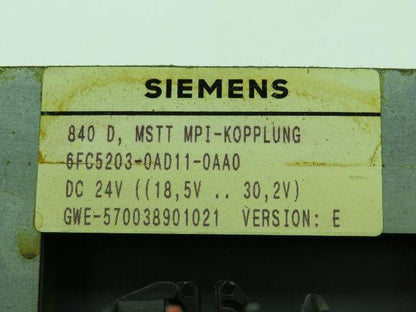 SIEMENS
840 D, MSTT MPI-KOPPLUNG
6FC5203-0AD11-0AA0
DC 24V ((18,5V .. 30,2V)
GWE-570038901021 VERSION: E